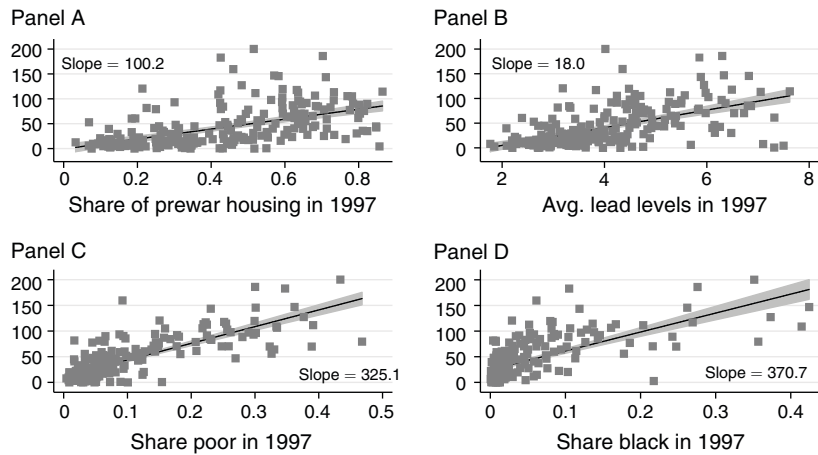 Panel A
200
150
100
50
0
Slope = 100.2
0 0.2 0.4 0.6 0.8
Share of prewar housing in 1997
Panel B
200
150
100
50
0
Slope = 18.0
2 4 6 8
Avg. lead levels in 1997
Panel C
200
150
100
50
0
Slope = 325.1
0 0.1 0.2 0.3 0.4 0.5
Share poor in 1997
Panel D
200
150
100
50
0
Slope = 370.7
0 0.1 0.2 0.3 0.4
Share black in 1997